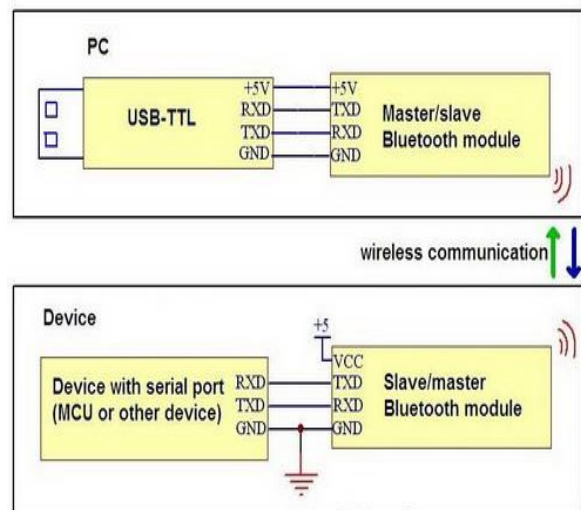 PC
USB-TTL
+5V
RXD
TXD
GND
+5V
TXD
RXD
GND
Master/slave
Bluetooth module
wireless communication
Device
Device with serial port
(MCU or other device)
RXD
TXD
GND
+5
VCC
TXD
RXD
GND
Slave/master
Bluetooth module